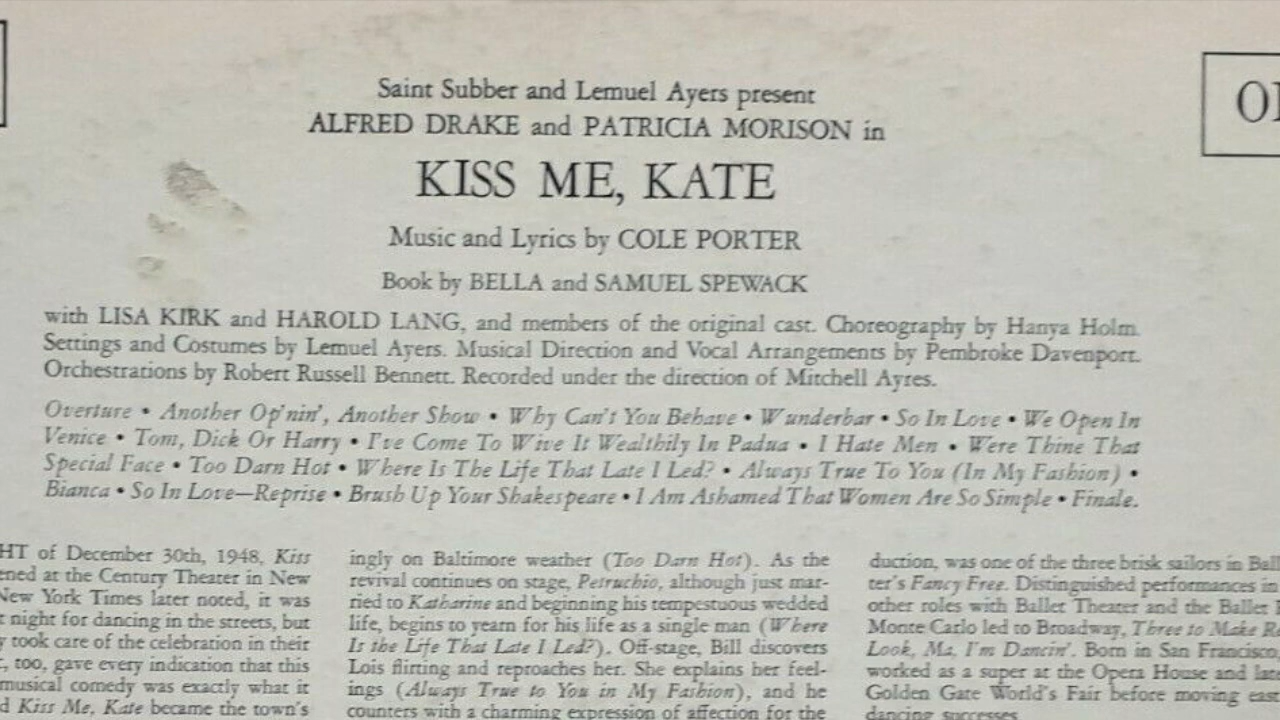 OF
Saint Subber and Lemuel Ayers present
ALFRED DRAKE and PATRICIA MORISON in
KISS ME, KATE
Music and Lyrics by COLE PORTER
Book by BELLA and SAMUEL SPEWACK
with LISA KIRK and HAROLD LANG, and members of the original cast. Choreography by Hanya Holm.
Settings and Costumes by Lemuel Ayers. Musical Direction and Vocal Arrangements by Pembroke Davenport.
Orchestrations by Robert Russell Bennett. Recorded under the direction of Mitchell Ayres.
Overture • Another Op'nin', Another Show • Why Can't You Behave • Wunderbar • So In Love • We Open In
Venice • Tom, Dick Or Harry • I've Come To Wive It Wealthily In Padua • I Hate Men • Were Thine That
Special Face • Too Darn Hot • Where Is The Life That Late I Led? • Always True To You (In My Fashion) •
Bianca • So In Love—Reprise • Brush Up Your Shakespeare • I Am Ashamed That Women Are So Simple • Finale.
HT of December 30th, 1948, Kiss
ened at the Century Theater in New
New York Times later noted, it was
t night for dancing in the streets, but
y took care of the celebration in their
, too, gave every indication that this
musical comedy was exactly what it
d Kiss Me, Kate became the town's
ingly on Baltimore weather (Too Darn Hot). As the
revival continues on stage, Petruchio, although just mar-
ried to Katharine and beginning his tempestuous wedded
life, begins to yearn for his life as a single man (Where
Is the Life That Late I Led?). Off-stage, Bill discovers
Lois flirting and reproaches her. She explains her feel-
ings (Always True to You in My Fashion), and he
counters with a charming expression of affection for the
duction, was one of the three brisk sailors in Ball
ter's Fancy Free. Distinguished performances in
other roles with Ballet Theater and the Ballet
Monte Carlo led to Broadway, Three to Make R
Look, Ma, I'm Dancin'. Born in San Francisco,
worked as a super at the Opera House and late
Golden Gate World's Fair before moving east
dancing successes